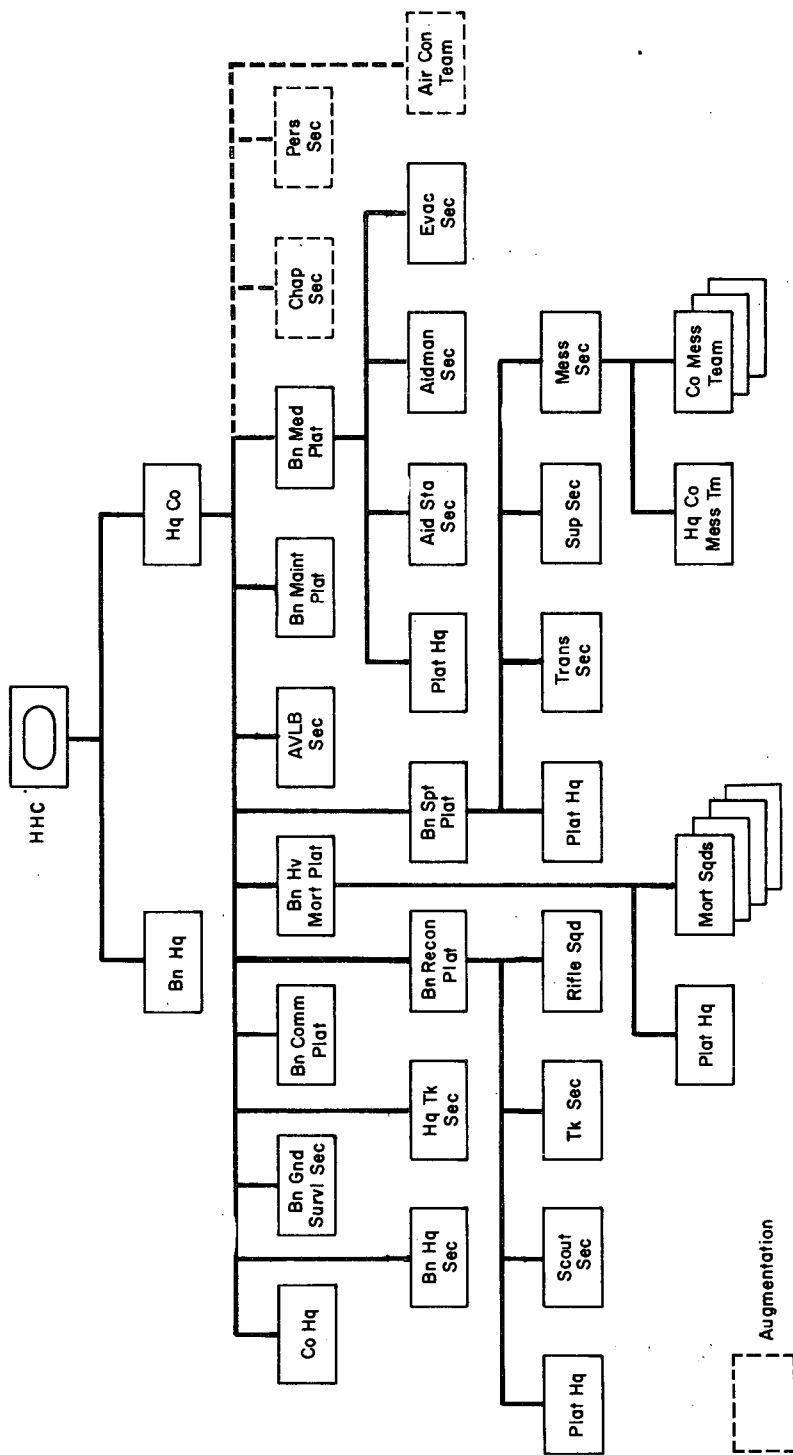 HHC
Bn Hq
Hq Co
Co Hq
Bn Gnd
Survl Sec
Bn Comm
Plat
Bn Hv
Mort Plat
AVLB
Sec
Bn Maint
Plat
Bn Med
Plat
Chap
Sec
Pers
Sec
Bn Hq
Sec
Hq Tk
Sec
Bn Recon
Plat
Bn Spt
Plat
Plat Hq
Aid Sta
Sec
Aidman
Sec
Evac
Sec
Air Con
Team
Plat Hq
Scout
Sec
Tk Sec
Rifle Sqd
Plat Hq
Trans
Sec
Sup Sec
Mess
Sec
Plat Hq
Mort Sqds
Hq Co
Mess Tm
Co Mess
Team
Augmentation